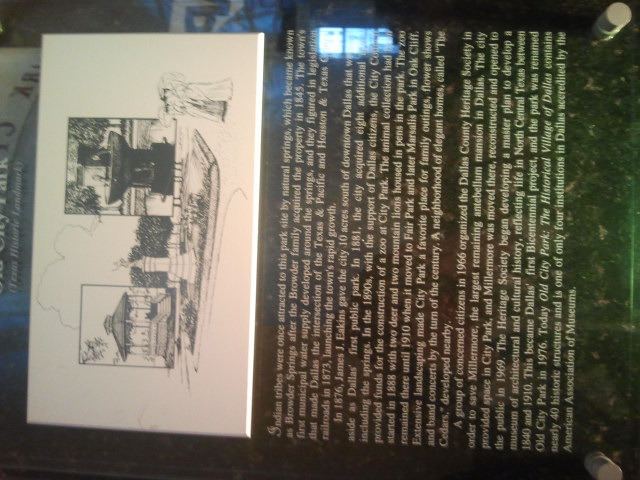 Old City Park
(Texas Historic Landmark)
Indian tribes were once attracted to this park site by natural springs, which became known
as Browder Springs after the Browder family acquired the property in 1845. The town's
first municipal water supply developed around the springs, and they figured in legislation
that made Dallas the intersection of the Texas & Pacific and Houston & Texas
railroads in 1873, launching the town's rapid growth.
In 1876, James J. Eakins gave the city 10 acres south of downtown Dallas that
aside as Dallas' first public park. In 1881, the city acquired eight additional
including the springs. In the 1890s, with the support of Dallas citizens, the City
provided funds for the construction of a zoo at City Park. The animal collection had
started in 1888 with two deer and two mountain lions housed in pens in the park. The zoo
remained there until 1910 when it moved to Fair Park and later Marsalis Park in Oak Cliff.
Extensive landscaping made City Park a favorite place for family outings, flower shows
and band concerts by the turn of the century. A neighborhood of elegant homes, called "The
Cedars," developed nearby.
A group of concerned citizens in 1966 organized the Dallas County Heritage Society in
order to save Millermore, the largest remaining antebellum mansion in Dallas. The city
provided space in City Park, and Millermore was moved there, reconstructed and opened to
the public in 1969. The Heritage Society began developing a master plan to develop a
museum of architectural and cultural history, reflecting life in North Central Texas between
1840 and 1910. This became Dallas' first Bicentennial project, and the park was renamed
Old City Park in 1976. Today Old City Park: The Historical Village of Dallas contains
nearly 40 historic structures and is one of only four institutions in Dallas accredited by the
American Association of Museums.